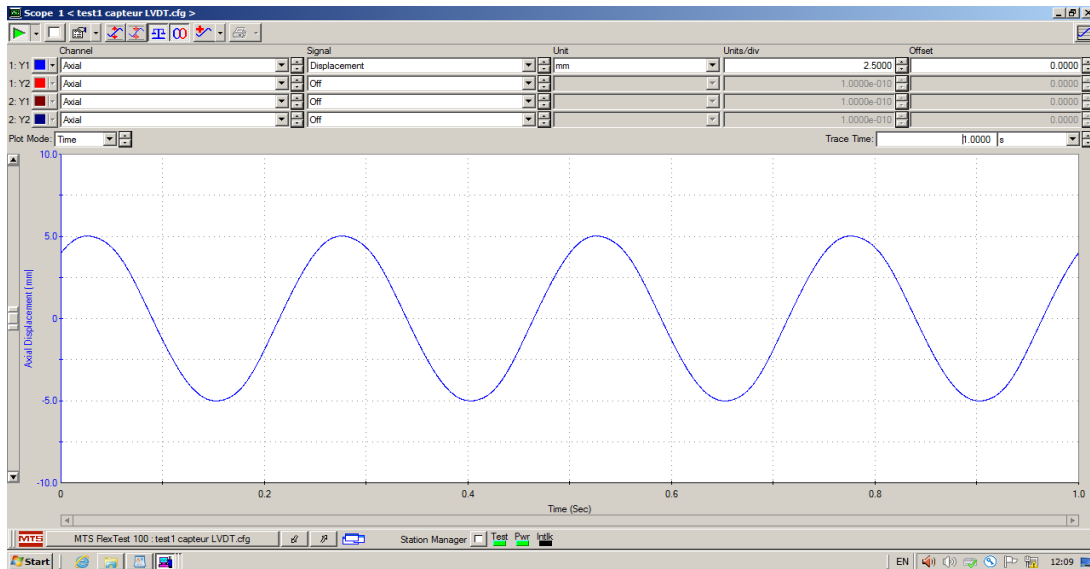 Scope 1 < test1 capteur LVDT.cfg >
Channel Signal Unit Units/div Offset
1: Y1 Axial Displacement mm 2.5000 0.0000
1: Y2 Axial Off 1.0000e-010 0.0000
2: Y1 Axial Off 1.0000e-010 0.0000
2: Y2 Axial Off 1.0000e-010 0.0000
Plot Mode: Time Trace Time: 1.0000 s
10.0
5.0
0
-5.0
-10.0
Axial Displacement (mm)
0 0.2 0.4 0.6 0.8 1.0
Time (Sec)
MTS MTS FlexTest 100 : test1 capteur LVDT.cfg Station Manager Test Pwr Intlk
Start EN 12:09